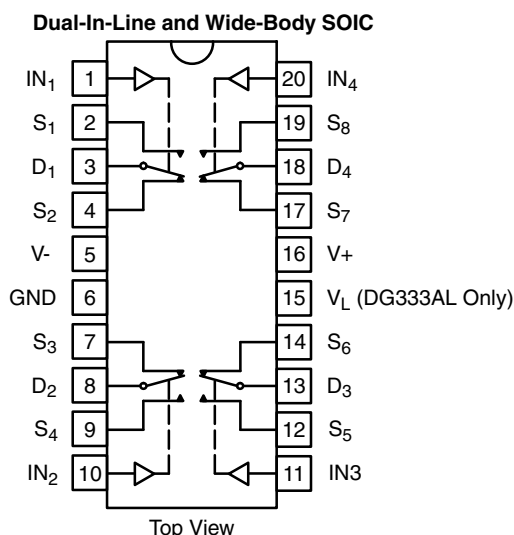 Dual-In-Line and Wide-Body SOIC
IN1 1 20 IN4
S1 2 19 S8
D1 3 18 D4
S2 4 17 S7
V- 5 16 V+
GND 6 15 VL (DG333AL Only)
S3 7 14 S6
D2 8 13 D3
S4 9 12 S5
IN2 10 11 IN3
Top View